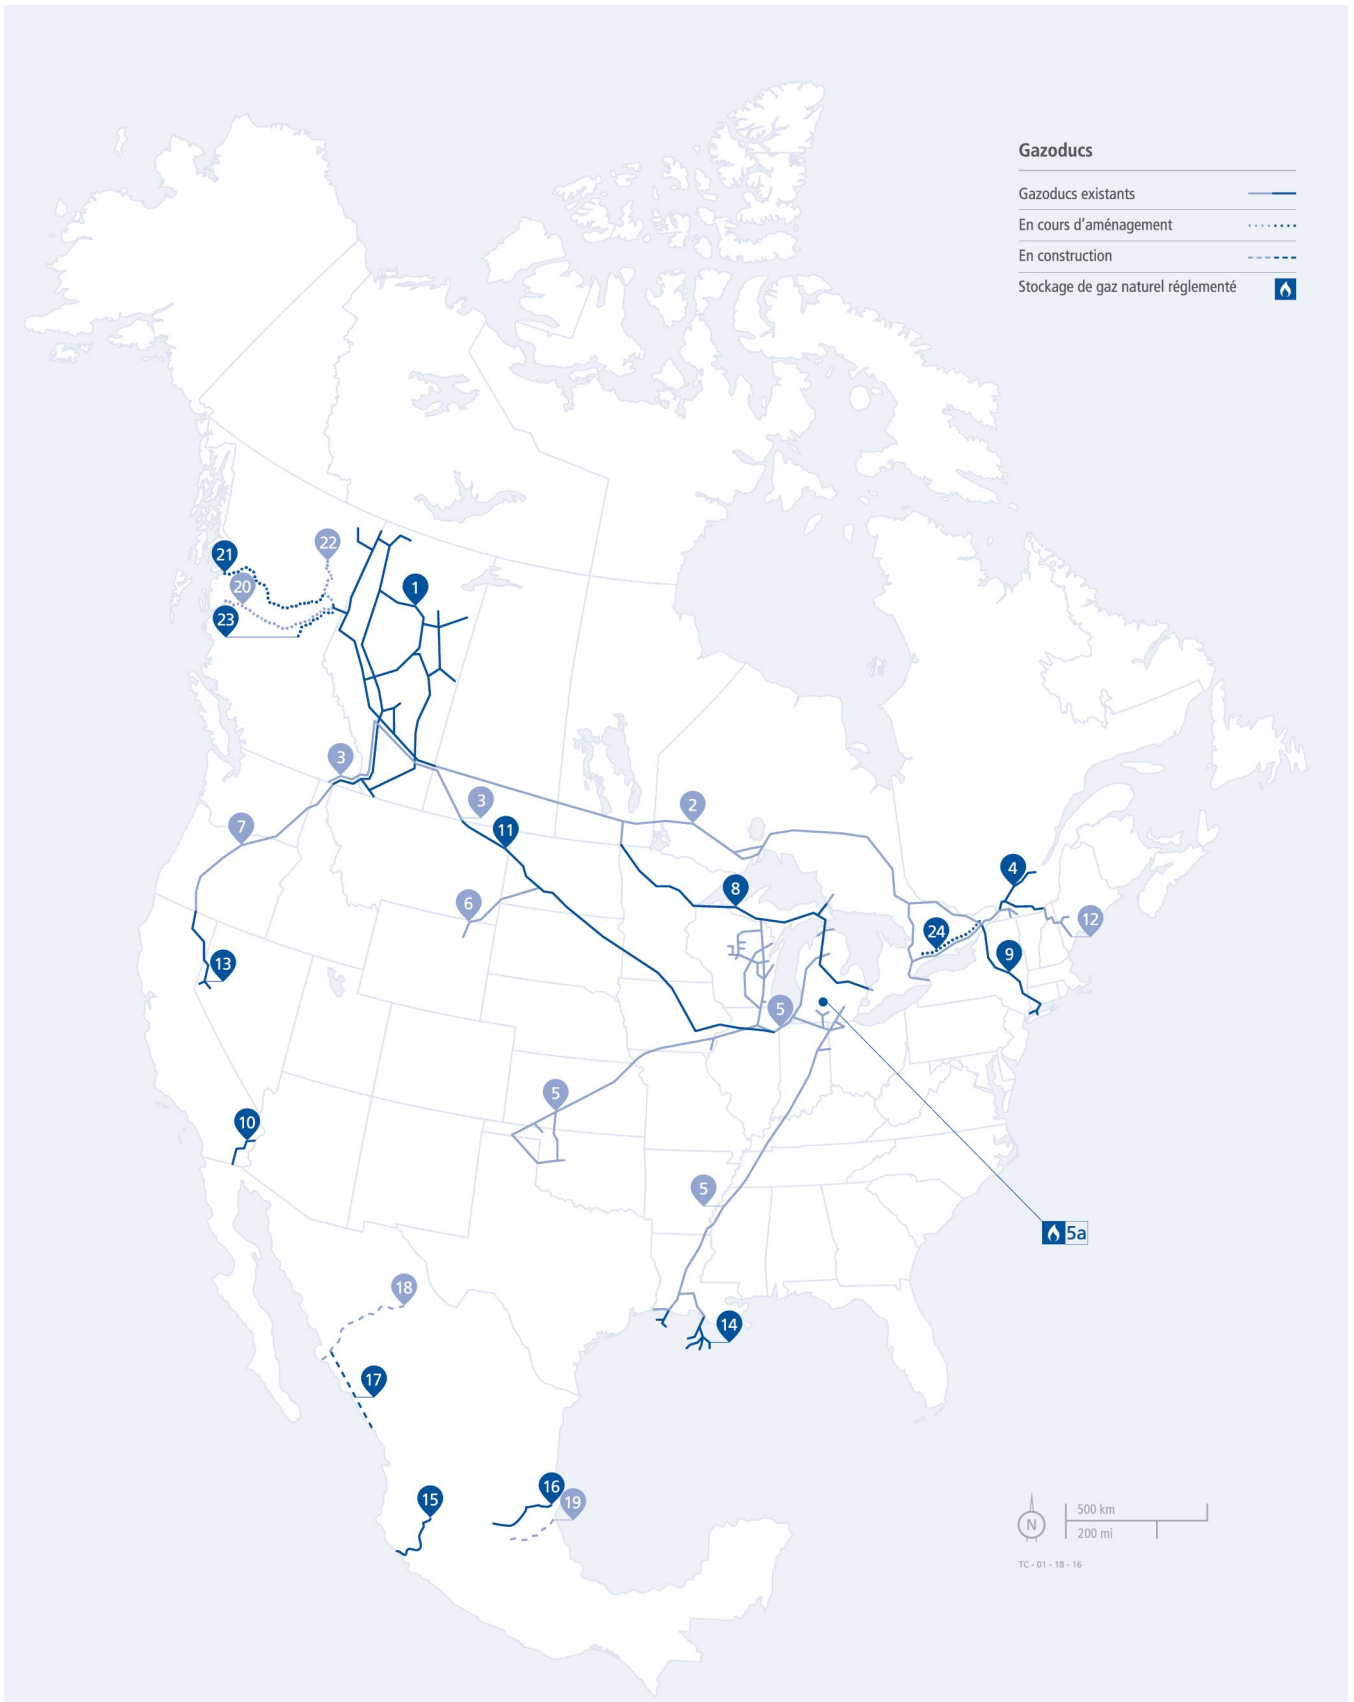 Gazoducs
Gazoducs existants
En cours d'aménagement
En construction
Stockage de gaz naturel réglementé
22
21
20
1
23
3
3
2
7
11
4
8
6
12
24
9
13
5
5
10
5
5a
18
14
17
16
15
19
500 km
N
200 mi
TC - 01 - 18 - 16